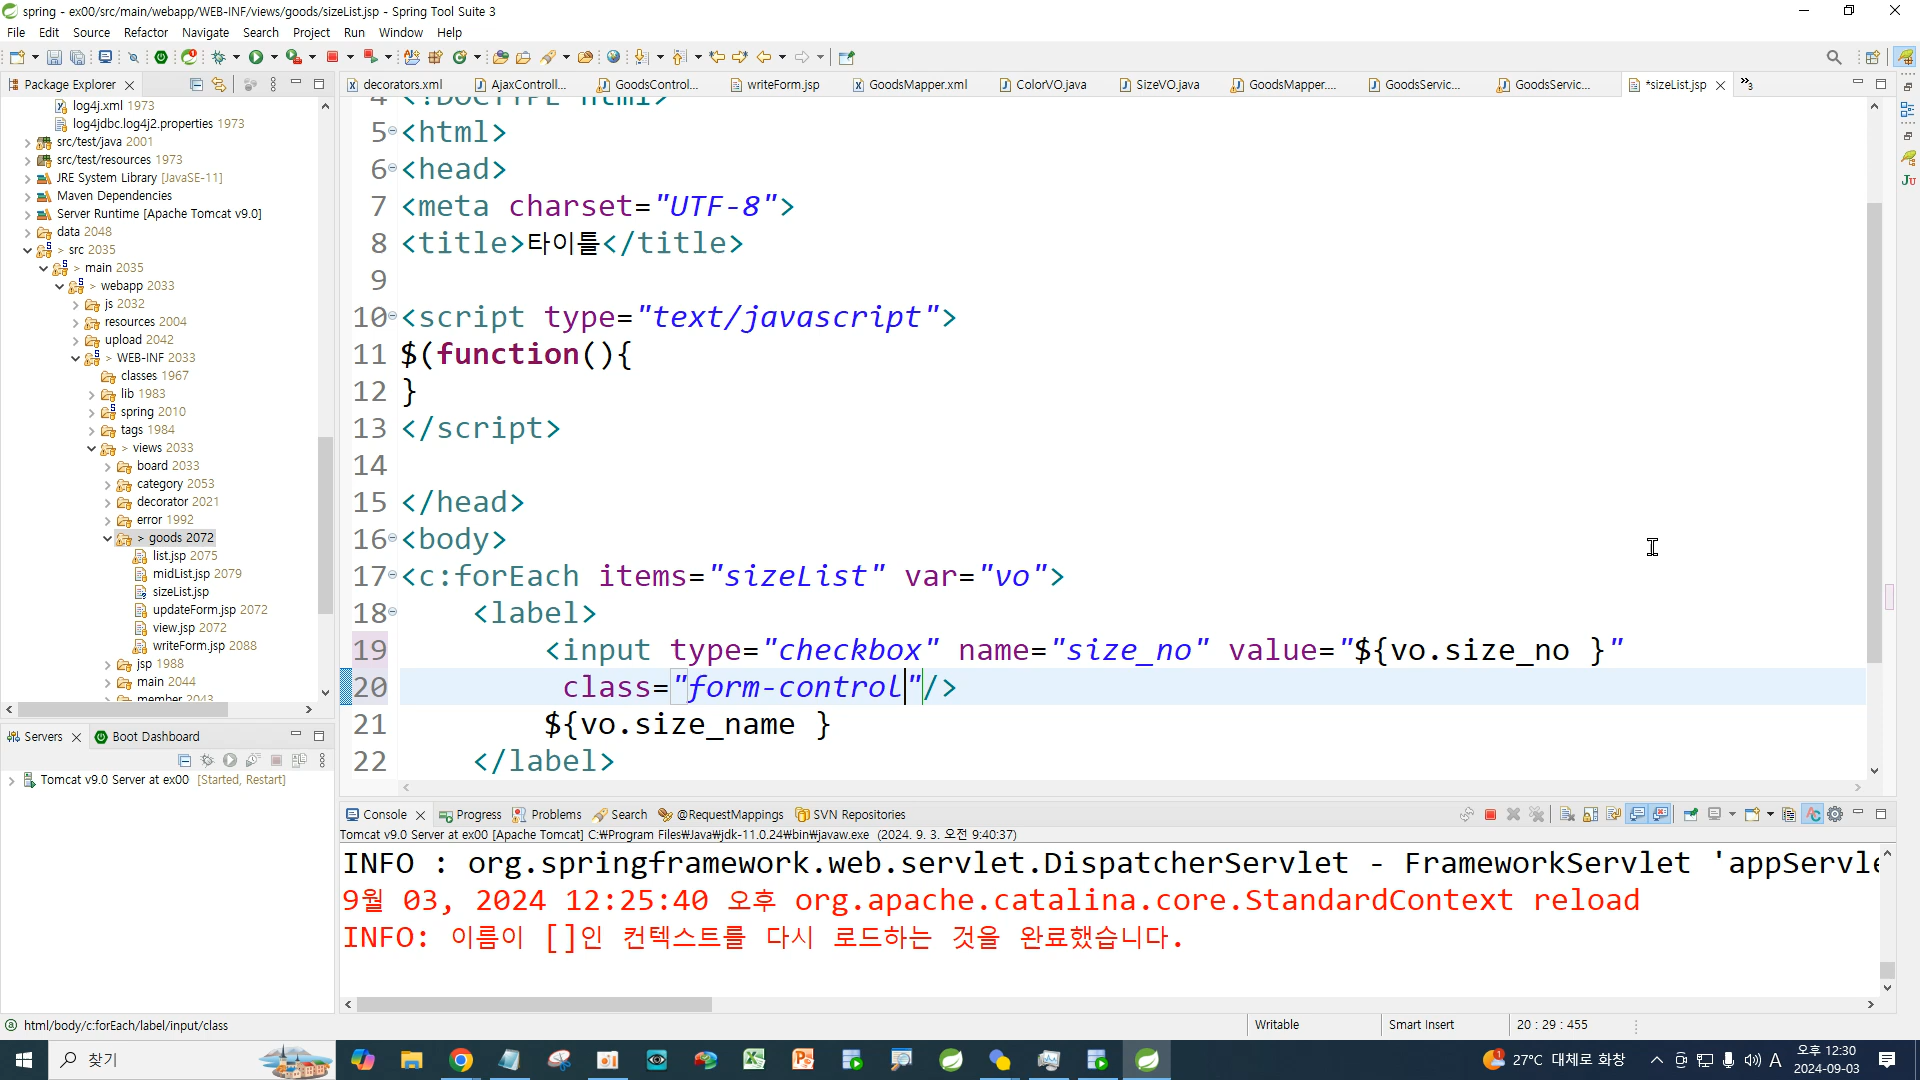 spring - ex00/src/main/webapp/WEB-INF/views/goods/sizeList.jsp - Spring Tool Suite 3
File Edit Source Refactor Navigate Search Project Run Window Help
Package Explorer
decorators.xml AjaxControll... GoodsControl... writeForm.jsp GoodsMapper.xml ColorVO.java SizeVO.java GoodsMapper.... GoodsServic... GoodsServic... *sizeList.jsp »3
log4j.xml 1973
log4jdbc.log4j2.properties 1973
src/test/java 2001
src/test/resources 1973
JRE System Library [JavaSE-11]
Maven Dependencies
Server Runtime [Apache Tomcat v9.0]
data 2048
> src 2035
> main 2035
> webapp 2033
js 2032
resources 2004
upload 2042
> WEB-INF 2033
classes 1967
lib 1983
spring 2010
tags 1984
> views 2033
board 2033
category 2053
decorator 2021
error 1992
> goods 2072
list.jsp 2075
midList.jsp 2079
sizeList.jsp
updateForm.jsp 2072
view.jsp 2072
writeForm.jsp 2088
jsp 1988
main 2044
member 2043
4 <!DOCTYPE html>
5 <html>
6 <head>
7 <meta charset="UTF-8">
8 <title>타이틀</title>
9
10 <script type="text/javascript">
11 $(function(){
12 }
13 </script>
14
15 </head>
16 <body>
17 <c:forEach items="sizeList" var="vo">
18 <label>
19 <input type="checkbox" name="size_no" value="${vo.size_no }"
20 class="form-control"/>
21 ${vo.size_name }
22 </label>
Servers Boot Dashboard
Tomcat v9.0 Server at ex00 [Started, Restart]
Console Progress Problems Search @RequestMappings SVN Repositories
Tomcat v9.0 Server at ex00 [Apache Tomcat] C:₩Program Files₩Java₩jdk-11.0.24₩bin₩javaw.exe (2024. 9. 3. 오전 9:40:37)
INFO : org.springframework.web.servlet.DispatcherServlet - FrameworkServlet 'appServle
9월 03, 2024 12:25:40 오후 org.apache.catalina.core.StandardContext reload
INFO: 이름이 []인 컨텍스트를 다시 로드하는 것을 완료했습니다.
html/body/c:forEach/label/input/class
Writable Smart Insert 20 : 29 : 455
찾기
27°C 대체로 화창
A
오후 12:30
2024-09-03